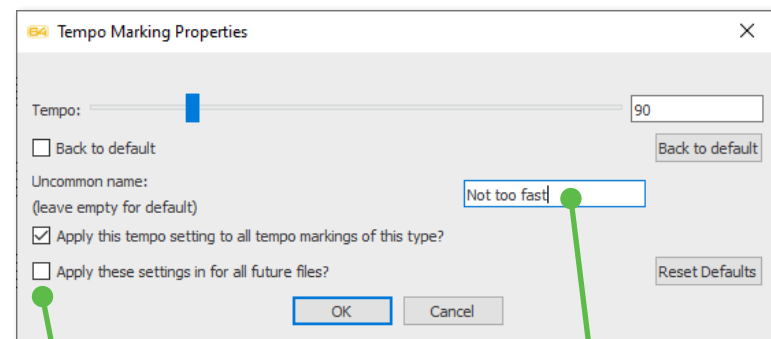 64 Tempo Marking Properties
Tempo: 90
Back to default Back to default
Uncommon name:
(leave empty for default) Not too fast
Apply this tempo setting to all tempo markings of this type?
Apply these settings in for all future files? Reset Defaults
OK Cancel